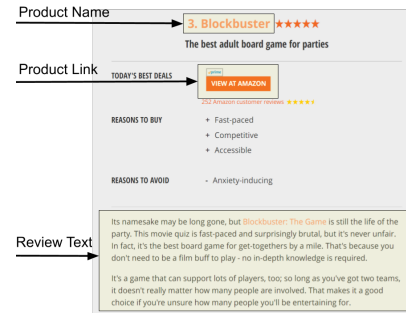 Product Name
3. Blockbuster ★★★★★
The best adult board game for parties
Product Link
TODAY'S BEST DEALS
prime
VIEW AT AMAZON
252 Amazon customer reviews
REASONS TO BUY
+ Fast-paced
+ Competitive
+ Accessible
REASONS TO AVOID
- Anxiety-inducing
Review Text
Its namesake may be long gone, but Blockbuster: The Game is still the life of the
party. This movie quiz is fast-paced and surprisingly brutal, but it's never unfair.
In fact, it's the best board game for get-togethers by a mile. That's because you
don't need to be a film buff to play - no in-depth knowledge is required.
It's a game that can support lots of players, too; so long as you've got two teams,
it doesn't really matter how many people are involved. That makes it a good
choice if you're unsure how many people you'll be entertaining for.